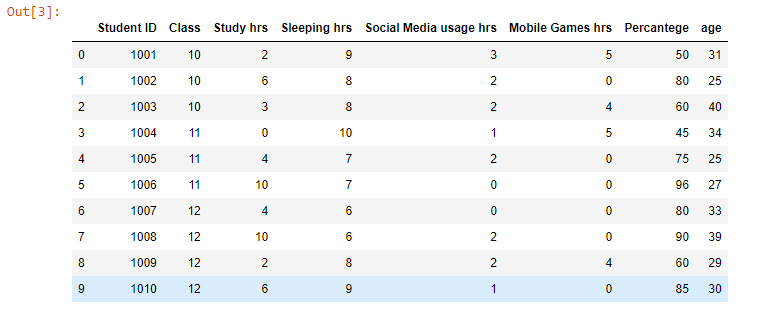 Out[3]:
Student ID Class Study hrs Sleeping hrs Social Media usage hrs Mobile Games hrs Percantege age
0 1001 10 2 9 3 5 50 31
1 1002 10 6 8 2 0 80 25
2 1003 10 3 8 2 4 60 40
3 1004 11 0 10 1 5 45 34
4 1005 11 4 7 2 0 75 25
5 1006 11 10 7 0 0 96 27
6 1007 12 4 6 0 0 80 33
7 1008 12 10 6 2 0 90 39
8 1009 12 2 8 2 4 60 29
9 1010 12 6 9 1 0 85 30